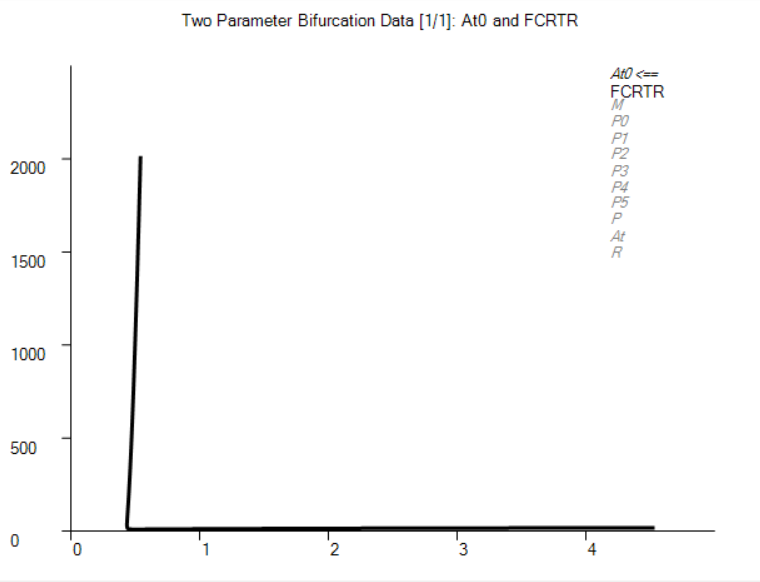 Two Parameter Bifurcation Data [1/1]: At0 and FCRTR
At0 <==
FCRTR
M
P0
P1
P2
P3
P4
P5
P
At
R
2000
1500
1000
500
0
0 1 2 3 4